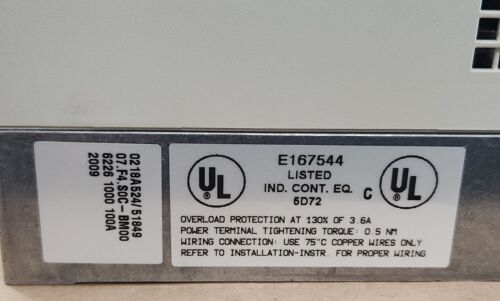 0218A524/51849
07.F4.S0C-BM00
6226 1000 100A
2009
UL
E167544
LISTED
IND. CONT. EQ.
5D72
C UL
OVERLOAD PROTECTION AT 130% OF 3.6A
POWER TERMINAL TIGHTENING TORQUE: 0.5 NM
WIRING CONNECTION: USE 75"C COPPER WIRES ONLY
REFER TO INSTALLATION-INSTR. FOR PROPER WIRING